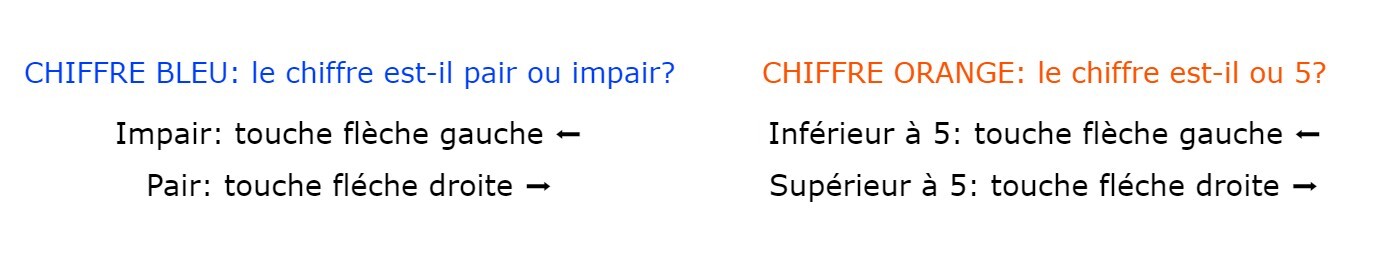 CHIFFRE BLEU: le chiffre est-il pair ou impair?
Impair: touche flèche gauche ←
Pair: touche fléche droite →
CHIFFRE ORANGE: le chiffre est-il ou 5?
Inférieur à 5: touche flèche gauche ←
Supérieur à 5: touche fléche droite →